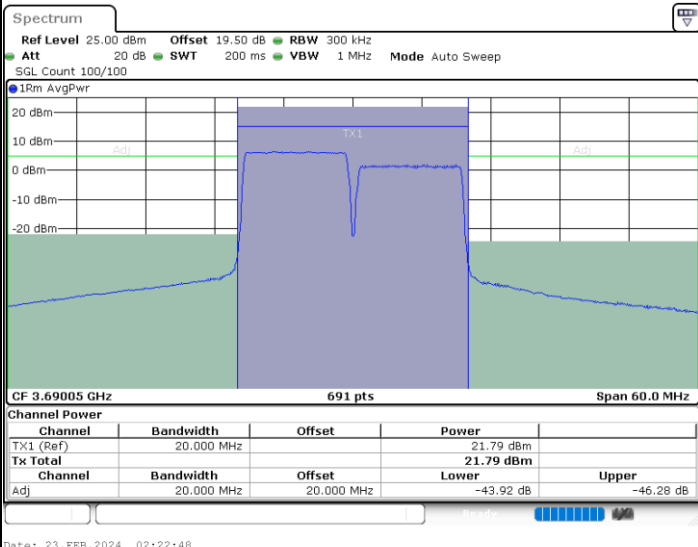 Spectrum
Ref Level 25.00 dBm Offset 19.50 dB RBW 300 kHz
Att 20 dB SWT 200 ms VBW 1 MHz Mode Auto Sweep
SGL Count 100/100
1Rm AvgPwr
20 dBm
TX1
10 dBm
Adj Adj
0 dBm
-10 dBm
-20 dBm
CF 3.69005 GHz 691 pts Span 60.0 MHz
Channel Power
Channel Bandwidth Offset Power
TX1 (Ref) 20.000 MHz 21.79 dBm
Tx Total 21.79 dBm
Channel Bandwidth Offset Lower Upper
Adj 20.000 MHz 20.000 MHz -43.92 dB -46.28 dB
Ready
Date: 23.FEB.2024 02:22:48